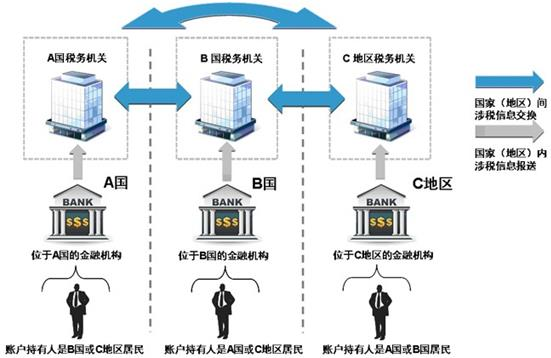 A国税务机关
B 国税务机关
C 地区税务机关
国家（地区）间
涉税信息交换
国家（地区）内
涉税信息报送
A国
B国
C地区
BANK
$$$
BANK
$$$
BANK
$$$
位于A国的金融机构
位于B国的金融机构
位于C地区的金融机构
账户持有人是B国或C地区居民
账户持有人是A国或C地区居民
账户持有人是A国或B国居民